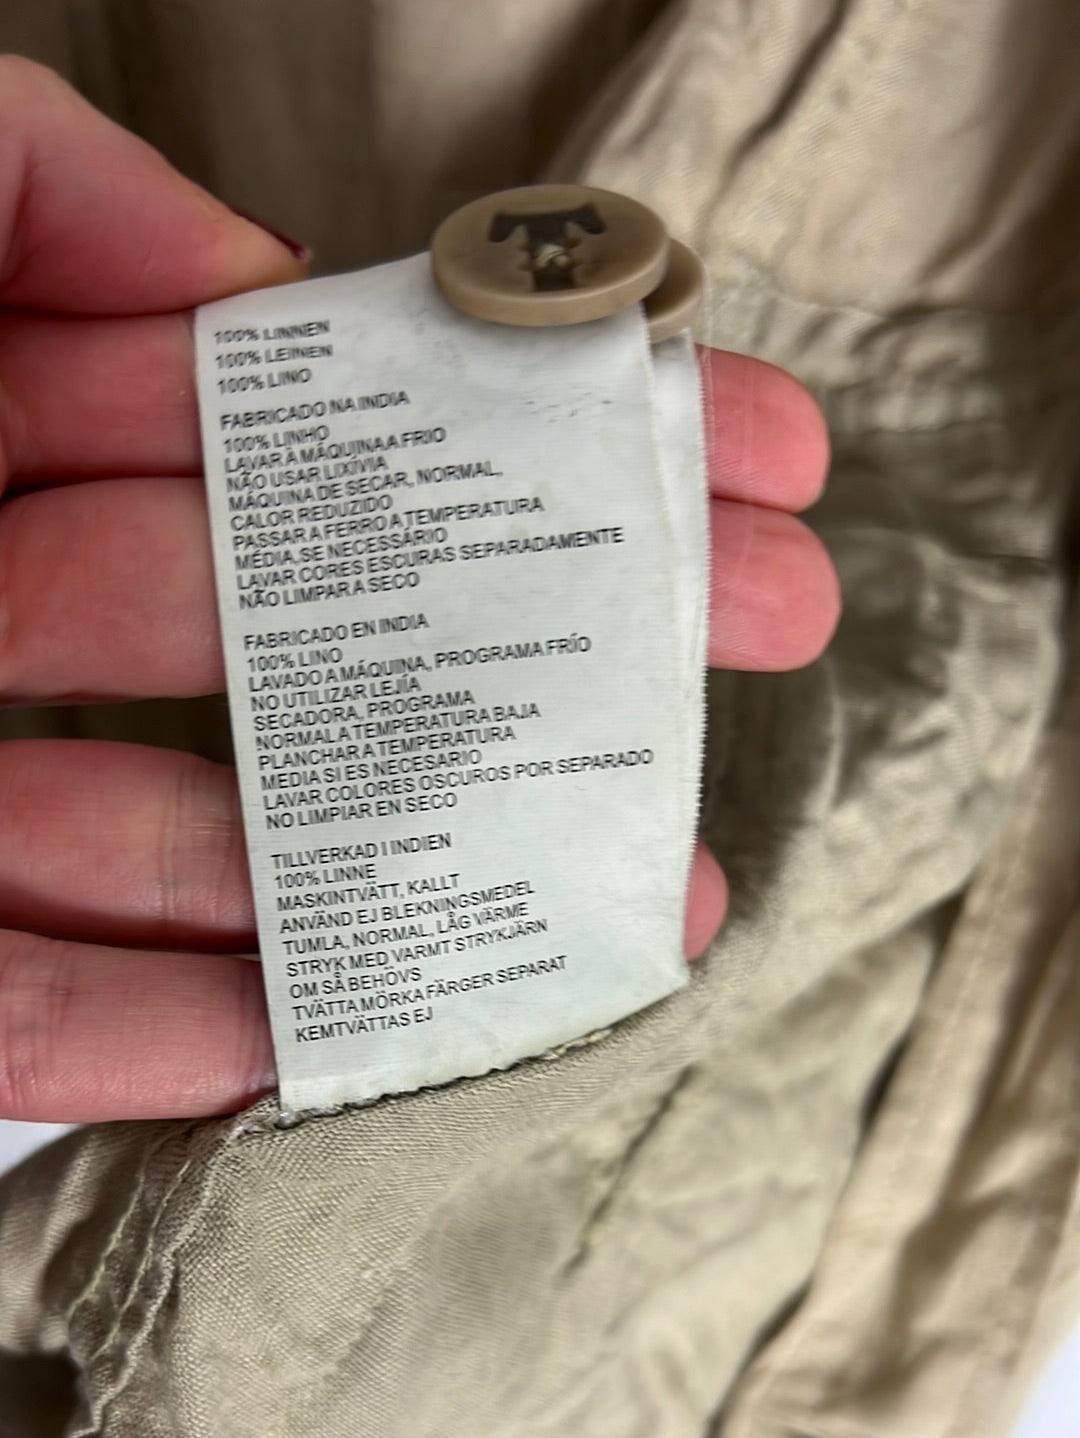 T
100% LINNEN
100% LEINEN
100% LINO
FABRICADO NA INDIA
100% LINHO
LAVAR À MÁQUINA A FRIO
NÃO USAR LIXÍVIA
MÁQUINA DE SECAR, NORMAL,
CALOR REDUZIDO
PASSAR A FERRO A TEMPERATURA
MÉDIA, SE NECESSÁRIO
LAVAR CORES ESCURAS SEPARADAMENTE
NÃO LIMPAR A SECO
FABRICADO EN INDIA
100% LINO
LAVADO A MÁQUINA, PROGRAMA FRÍO
NO UTILIZAR LEJÍA
SECADORA, PROGRAMA
NORMAL A TEMPERATURA BAJA
PLANCHAR A TEMPERATURA
MEDIA SI ES NECESARIO
LAVAR COLORES OSCUROS POR SEPARADO
NO LIMPIAR EN SECO
TILLVERKAD I INDIEN
100% LINNE
MASKINTVÄTT, KALLT
ANVÄND EJ BLEKNINGSMEDEL
TUMLA, NORMAL, LÅG VÄRME
STRYK MED VARMT STRYKJÄRN
OM SÅ BEHÖVS
TVÄTTA MÖRKA FÄRGER SEPARAT
KEMTVÄTTAS EJ